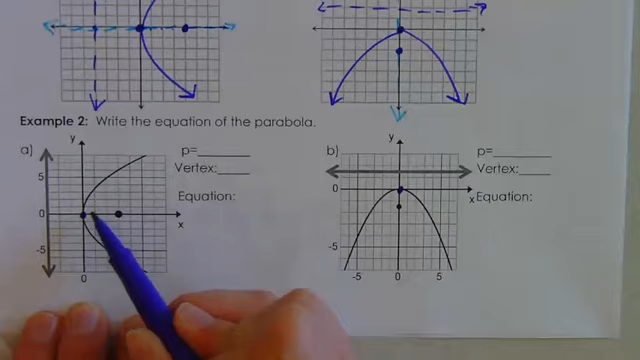 Example 2: Write the equation of the parabola.
a)
y
p=______
Vertex:_____
Equation:
5
0
-5
0
x
b)
y
p=______
Vertex:_____
Equation:
0
-5
-5
0
5
x